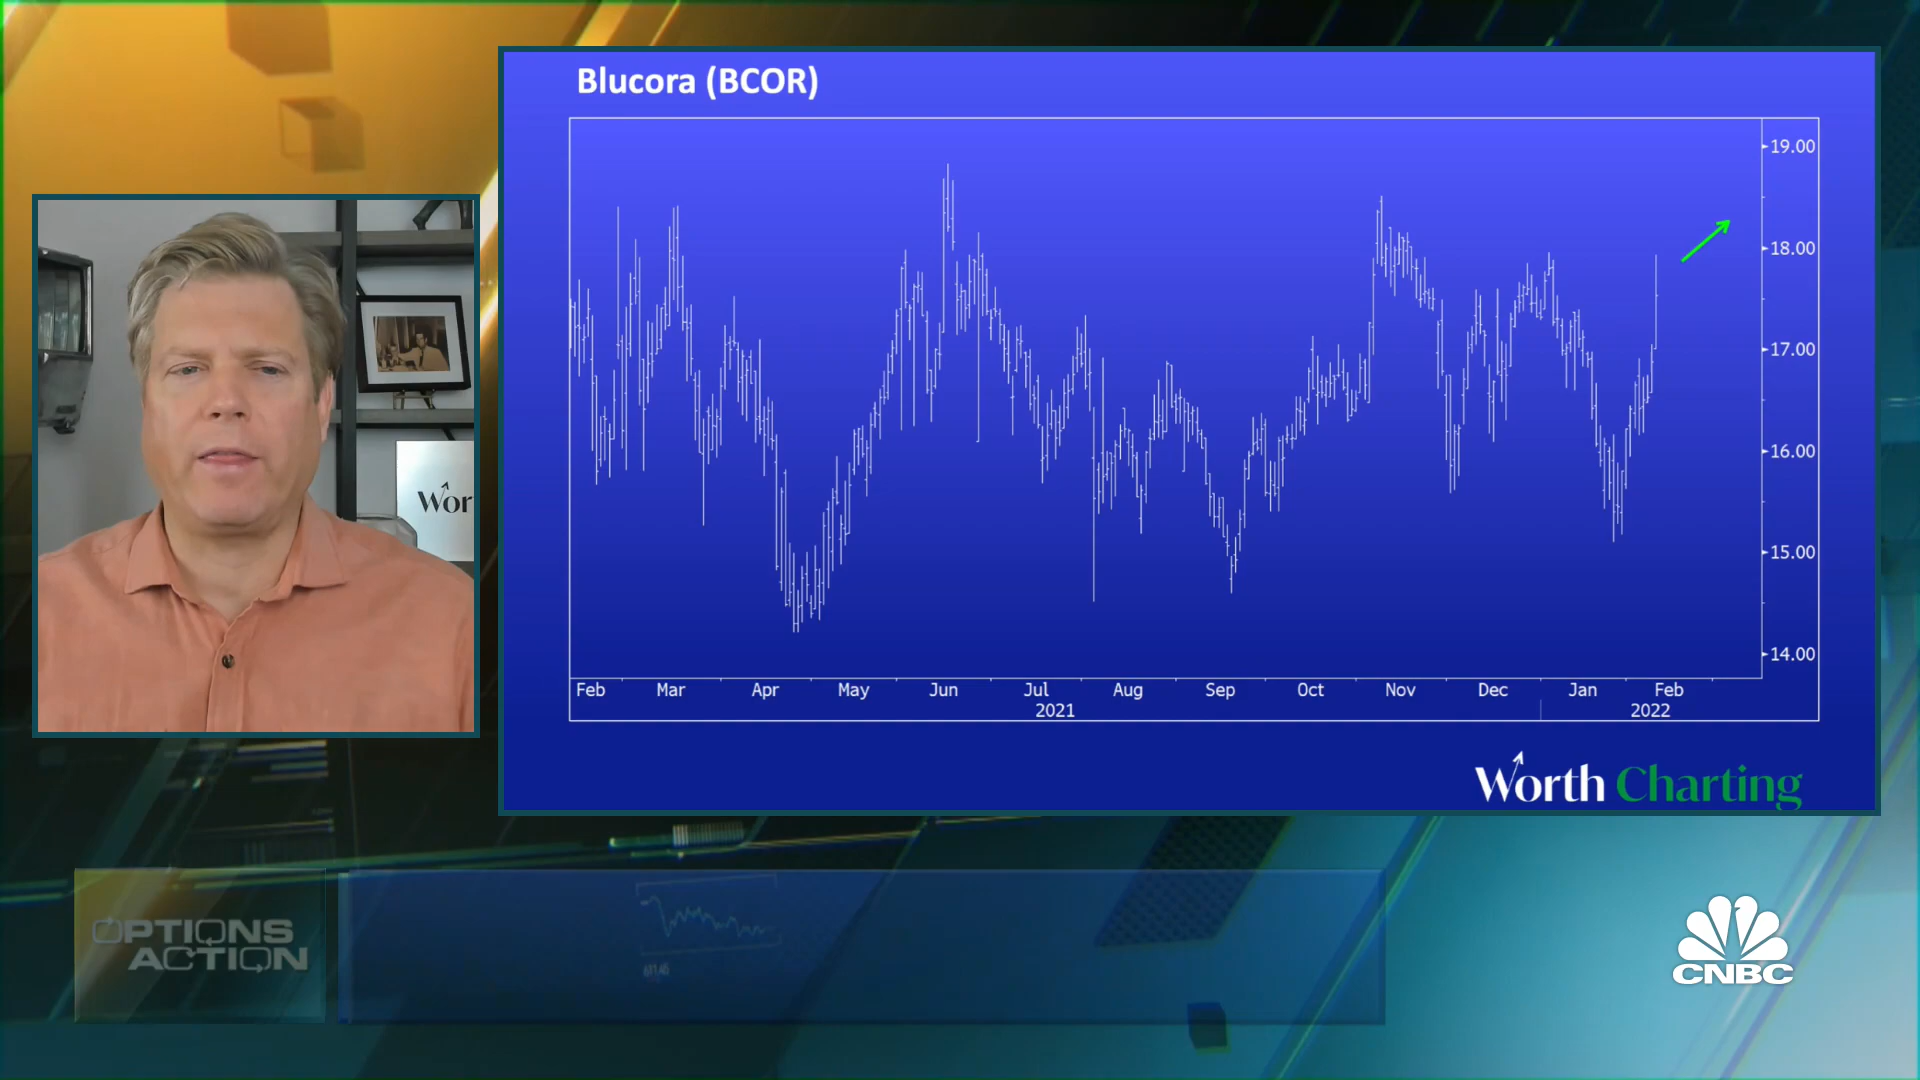 Blucora (BCOR)
19.00
18.00
17.00
16.00
15.00
14.00
Feb Mar Apr May Jun Jul Aug Sep Oct Nov Dec Jan Feb
2021 2022
Worth Charting
Wor
OPTIONS
ACTION
CNBC